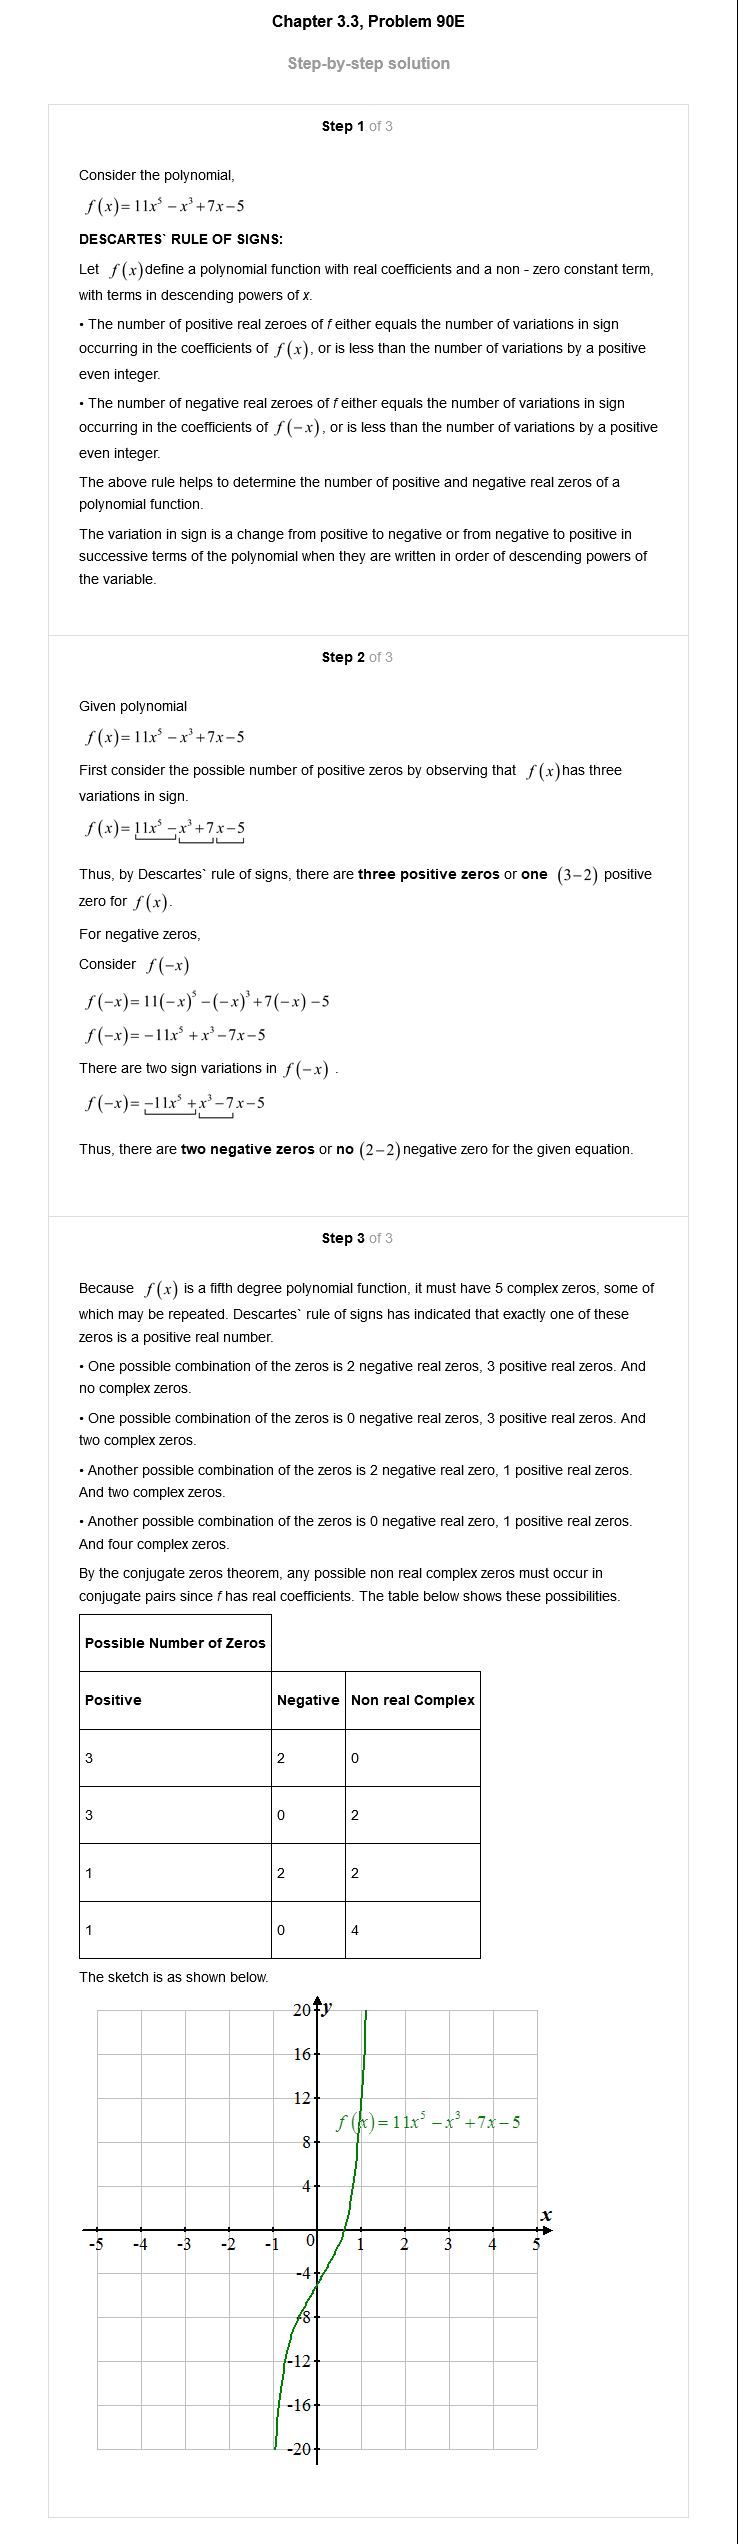 Chapter 3.3, Problem 90E
Step-by-step solution
Step 1 of 3
Consider the polynomial,
f(x)=11x⁵−x³+7x−5
DESCARTES` RULE OF SIGNS:
Let f(x)define a polynomial function with real coefficients and a non - zero constant term,
with terms in descending powers of x.
• The number of positive real zeroes of f either equals the number of variations in sign
occurring in the coefficients of f(x), or is less than the number of variations by a positive
even integer.
• The number of negative real zeroes of f either equals the number of variations in sign
occurring in the coefficients of f(−x), or is less than the number of variations by a positive
even integer.
The above rule helps to determine the number of positive and negative real zeros of a
polynomial function.
The variation in sign is a change from positive to negative or from negative to positive in
successive terms of the polynomial when they are written in order of descending powers of
the variable.
Step 2 of 3
Given polynomial
f(x)=11x⁵−x³+7x−5
First consider the possible number of positive zeros by observing that f(x)has three
variations in sign.
f(x)=11x⁵−x³+7x−5
Thus, by Descartes` rule of signs, there are three positive zeros or one (3−2) positive
zero for f(x).
For negative zeros,
Consider f(−x)
f(−x)=11(−x)⁵−(−x)³+7(−x)−5
f(−x)=−11x⁵+x³−7x−5
There are two sign variations in f(−x).
f(−x)=−11x⁵+x³−7x−5
Thus, there are two negative zeros or no (2−2)negative zero for the given equation.
Step 3 of 3
Because f(x) is a fifth degree polynomial function, it must have 5 complex zeros, some of
which may be repeated. Descartes` rule of signs has indicated that exactly one of these
zeros is a positive real number.
• One possible combination of the zeros is 2 negative real zeros, 3 positive real zeros. And
no complex zeros.
• One possible combination of the zeros is 0 negative real zeros, 3 positive real zeros. And
two complex zeros.
• Another possible combination of the zeros is 2 negative real zero, 1 positive real zeros.
And two complex zeros.
• Another possible combination of the zeros is 0 negative real zero, 1 positive real zeros.
And four complex zeros.
By the conjugate zeros theorem, any possible non real complex zeros must occur in
conjugate pairs since f has real coefficients. The table below shows these possibilities.
Possible Number of Zeros
Positive Negative Non real Complex
3 2 0
3 0 2
1 2 2
1 0 4
The sketch is as shown below.
20 y
16
12
f(x)=11x⁵−x³+7x−5
8
4
x
-5 -4 -3 -2 -1 0 1 2 3 4 5
-4
-8
-12
-16
-20